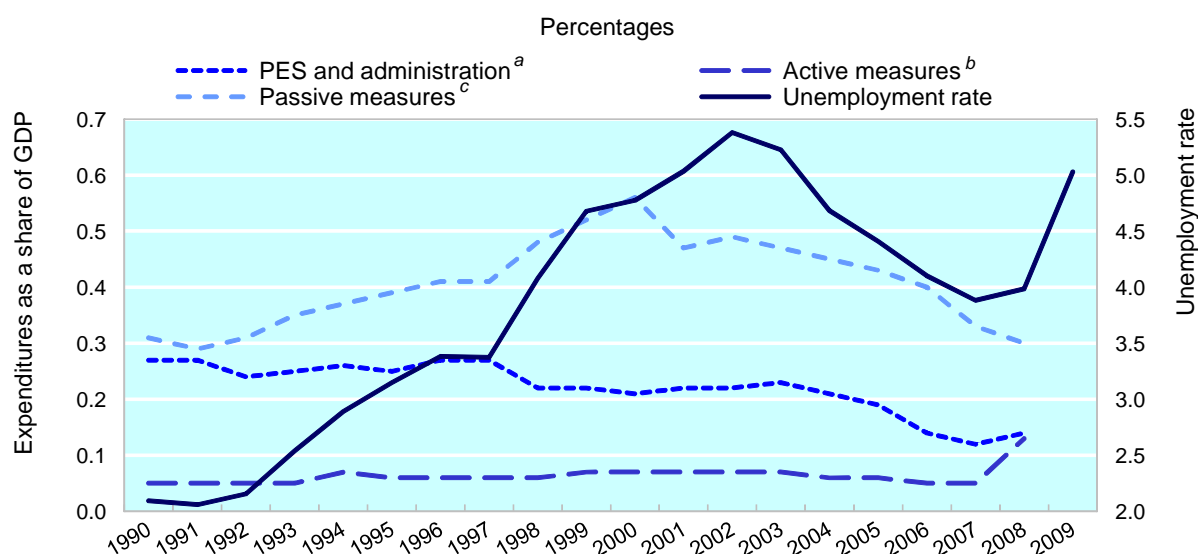 Percentages
PES and administration a
Active measures b
Passive measures c
Unemployment rate
Expenditures as a share of GDP
Unemployment rate
0.7
0.6
0.5
0.4
0.3
0.2
0.1
0.0
5.5
5.0
4.5
4.0
3.5
3.0
2.5
2.0
1990 1991 1992 1993 1994 1995 1996 1997 1998 1999 2000 2001 2002 2003 2004 2005 2006 2007 2008 2009